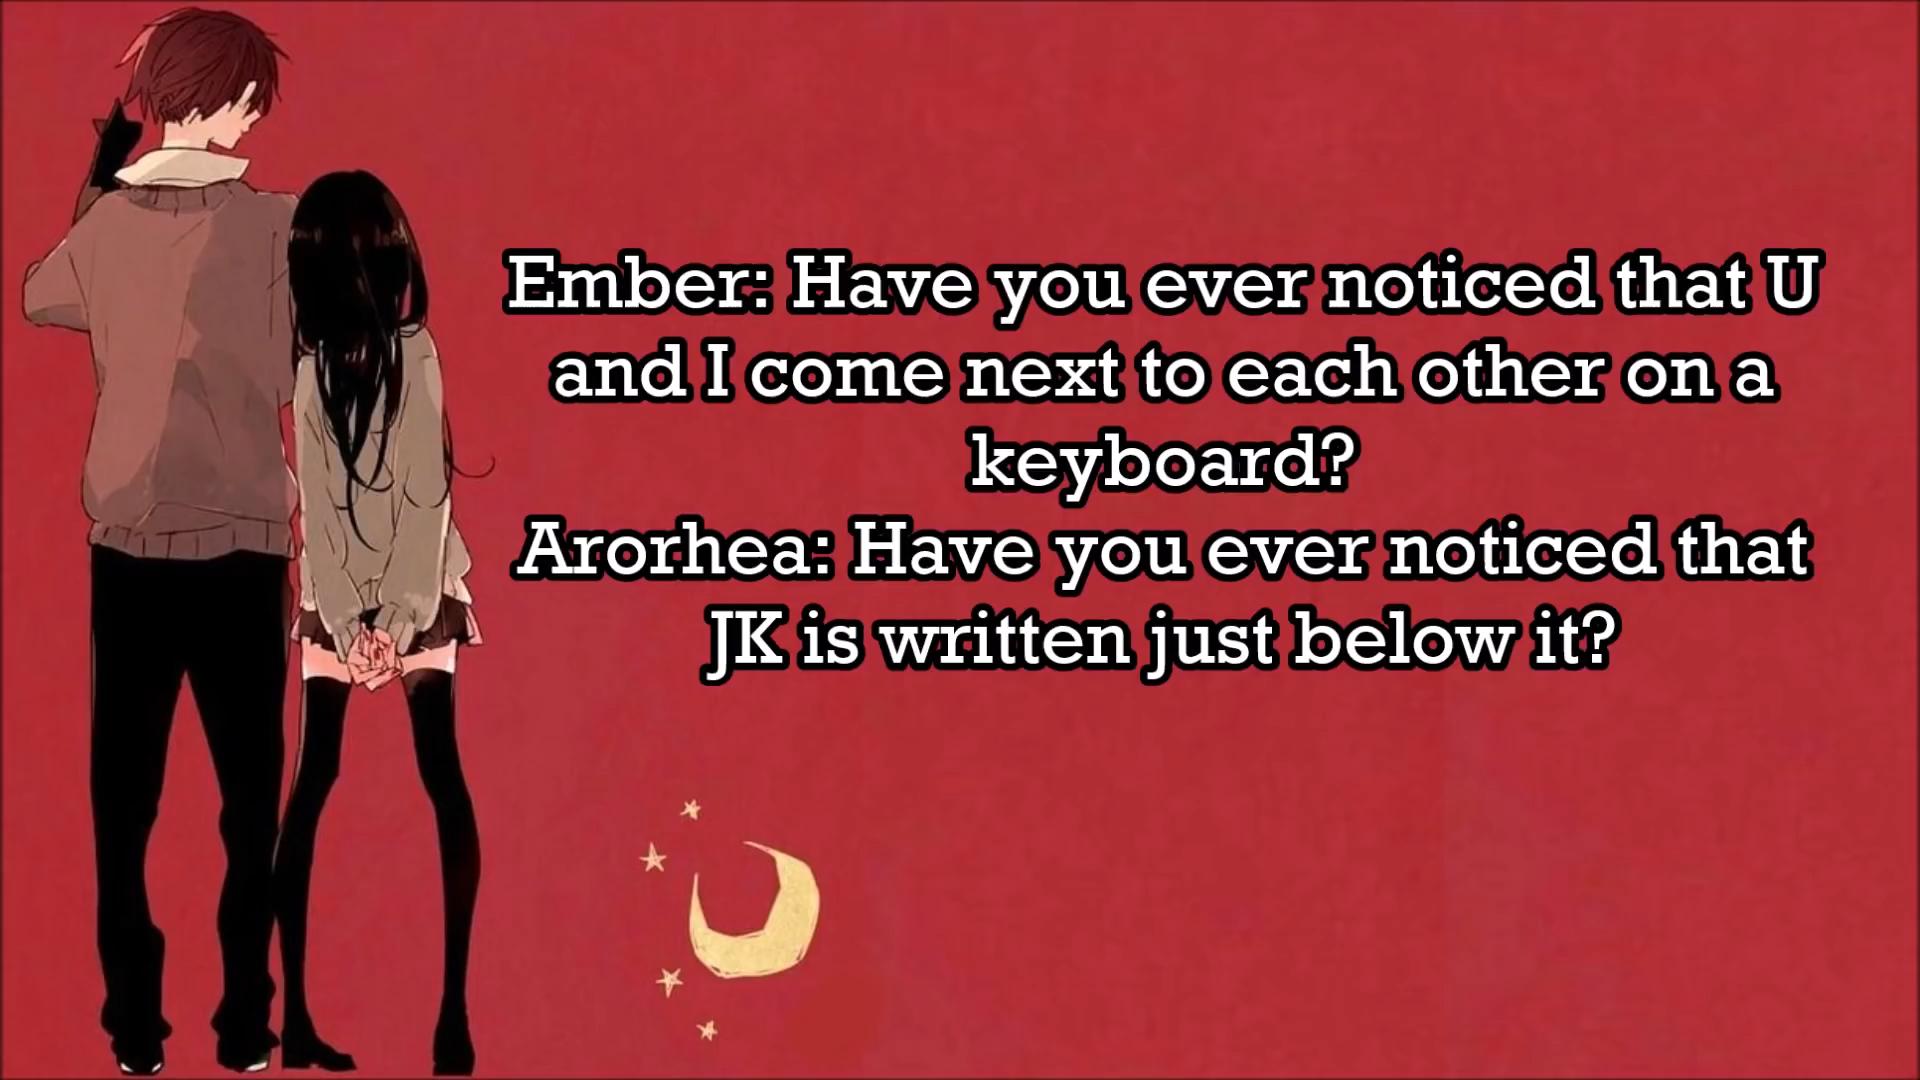 Ember: Have you ever noticed that U
and I come next to each other on a
keyboard?
Arorhea: Have you ever noticed that
JK is written just below it?